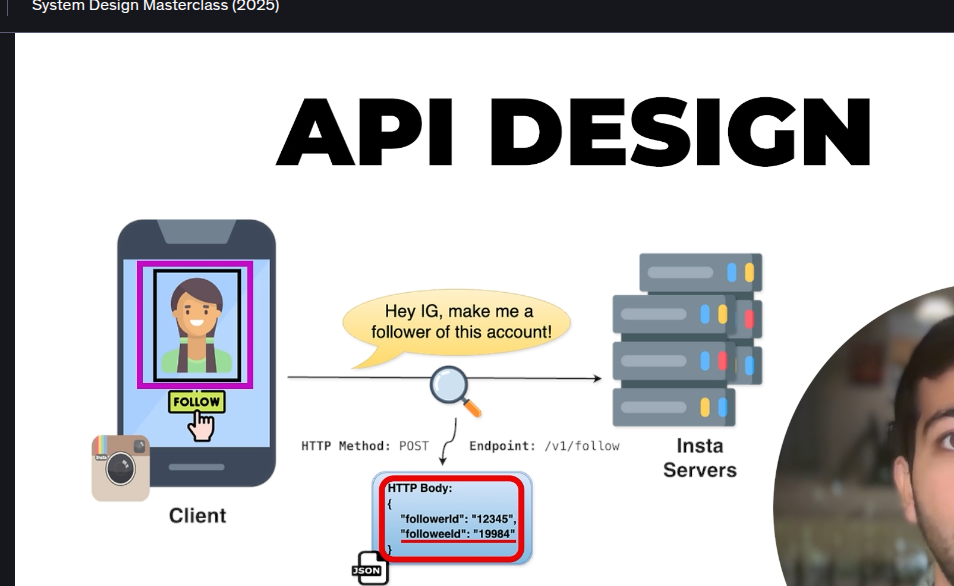 System Design Masterclass (2025)
API DESIGN
Hey IG, make me a
follower of this account!
FOLLOW
HTTP Method: POST
Endpoint: /v1/follow
Insta
Insta
Servers
Client
HTTP Body:
{
"followerId": "12345",
"followeeId": "19984"
}
JSON